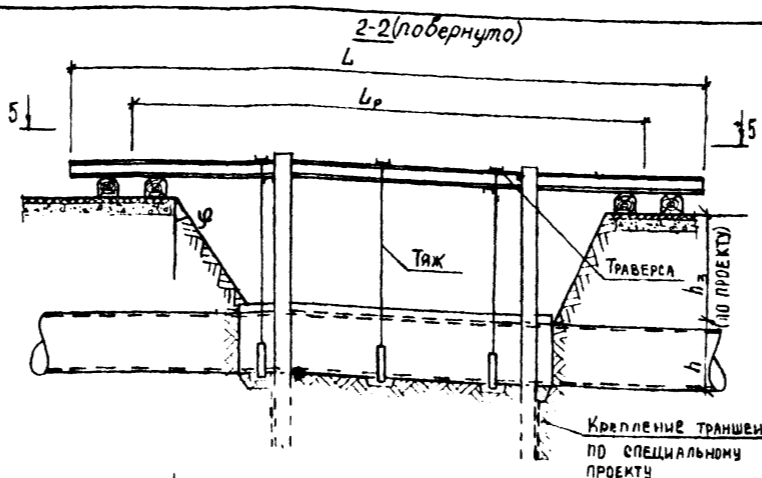 2-2 (повернуто)
L
Lр
5
5
φ
Тяж
Траверса
hз
(по проекту)
h
Крепление траншеи
по специальному
проекту